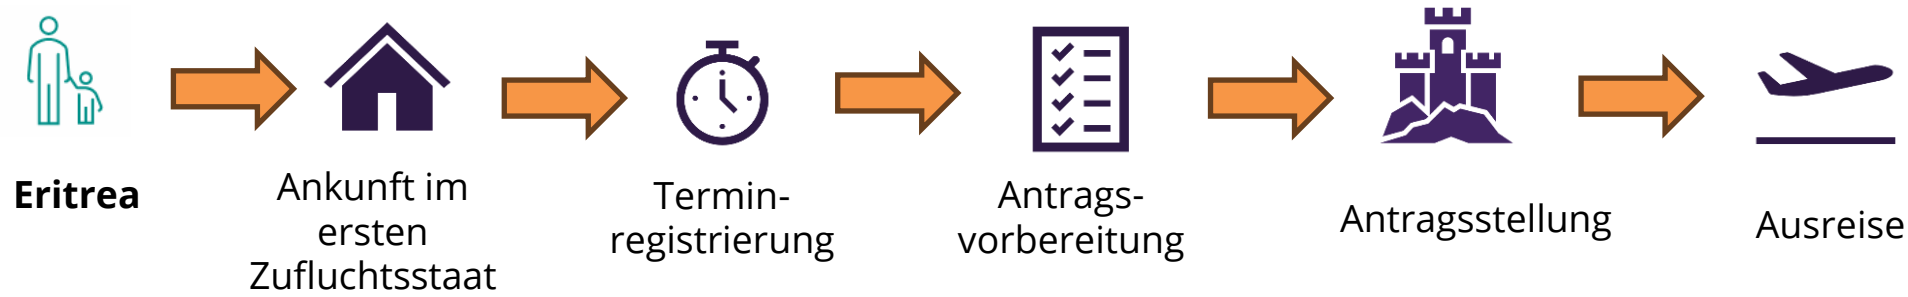 Eritrea
Ankunft im
ersten
Zufluchtsstaat
Termin-
registrierung
Antrags-
vorbereitung
Antragsstellung
Ausreise